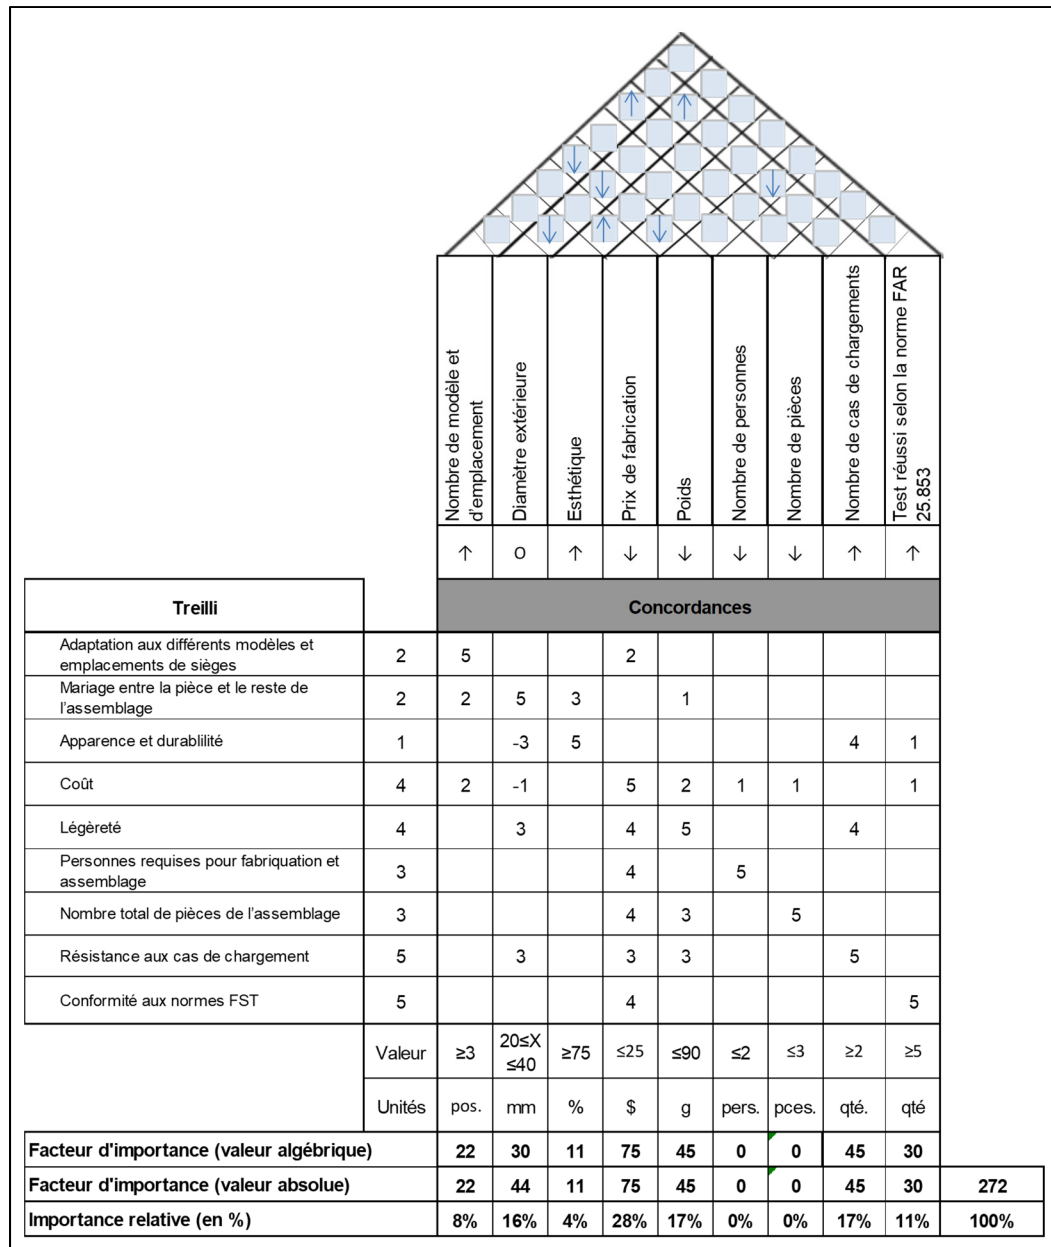 ↑ ↑
↓
↓ ↓
↓ ↑ ↓
Nombre de modèle et
d'emplacement
Diamètre extérieure
Esthétique
Prix de fabrication
Poids
Nombre de personnes
Nombre de pièces
Nombre de cas de chargements
Test réussi selon la norme FAR
25.853
↑ O ↑ ↓ ↓ ↓ ↓ ↑ ↑
Treilli Concordances
Adaptation aux différents modèles et
emplacements de sièges 2 5 2
Mariage entre la pièce et le reste de
l'assemblage 2 2 5 3 1
Apparence et durablilité 1 -3 5 4 1
Coût 4 2 -1 5 2 1 1 1
Légèreté 4 3 4 5 4
Personnes requises pour fabriquation et
assemblage 3 4 5
Nombre total de pièces de l'assemblage 3 4 3 5
Résistance aux cas de chargement 5 3 3 3 5
Conformité aux normes FST 5 4 5
Valeur ≥3 20≤X
≤40 ≥75 ≤25 ≤90 ≤2 ≤3 ≥2 ≥5
Unités pos. mm % $ g pers. pces. qté. qté
Facteur d'importance (valeur algébrique) 22 30 11 75 45 0 0 45 30
Facteur d'importance (valeur absolue) 22 44 11 75 45 0 0 45 30 272
Importance relative (en %) 8% 16% 4% 28% 17% 0% 0% 17% 11% 100%